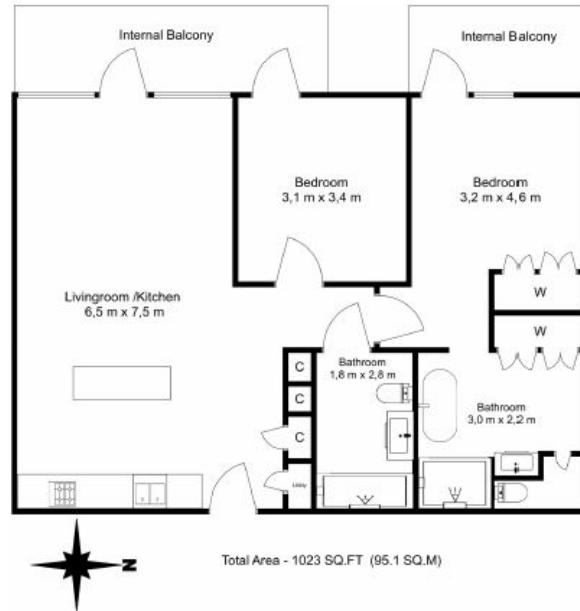 Internal Balcony
Internal Balcony
Bedroom
3,1 m x 3,4 m
Bedroom
3,2 m x 4,6 m
Livingroom /Kitchen
6,5 m x 7,5 m
W
W
Bathroom
1,8 m x 2,8 m
C
C
C
Bathroom
3,0 m x 2,2 m
Utility
N
Total Area - 1023 SQ.FT (95.1 SQ.M)